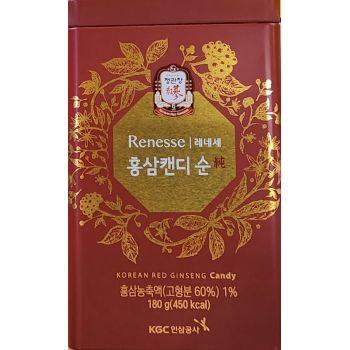 정관장
Renesse | 레네세
홍삼캔디 순 純
KOREAN RED GINSENG Candy
홍삼농축액(고형분 60%) 1%
180 g(450 kcal)
KGC 인삼공사